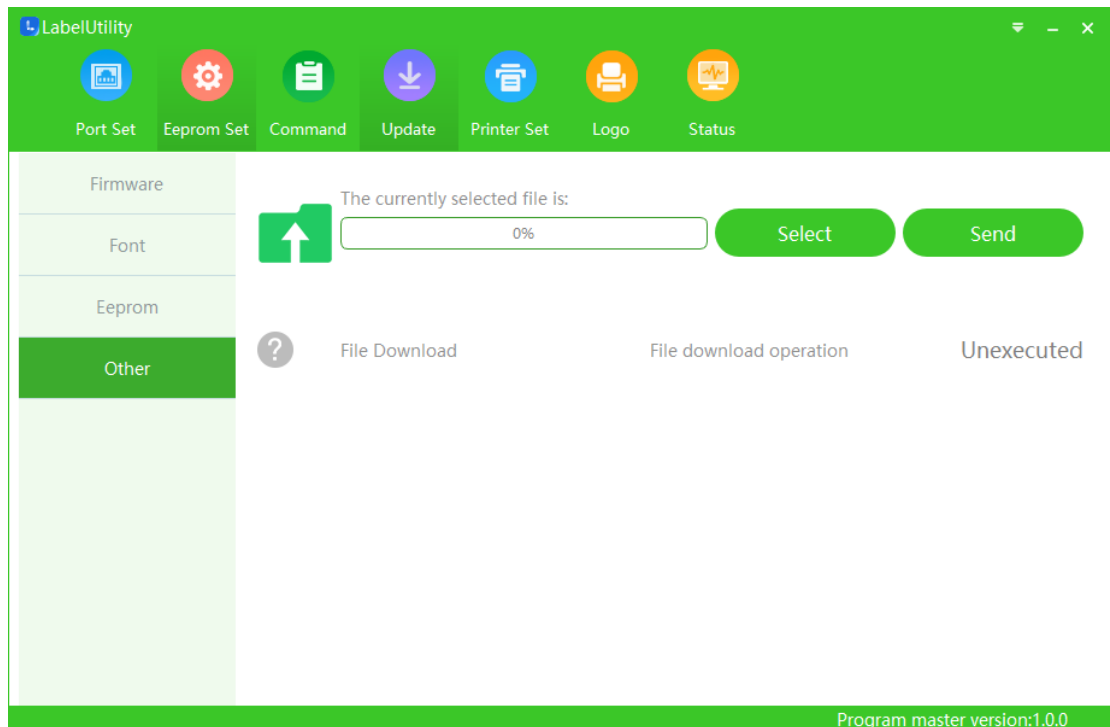 LabelUtility
Port Set Eeprom Set Command Update Printer Set Logo Status
Firmware
Font
Eeprom
Other
The currently selected file is:
0%
Select
Send
File Download
File download operation
Unexecuted
Program master version:1.0.0